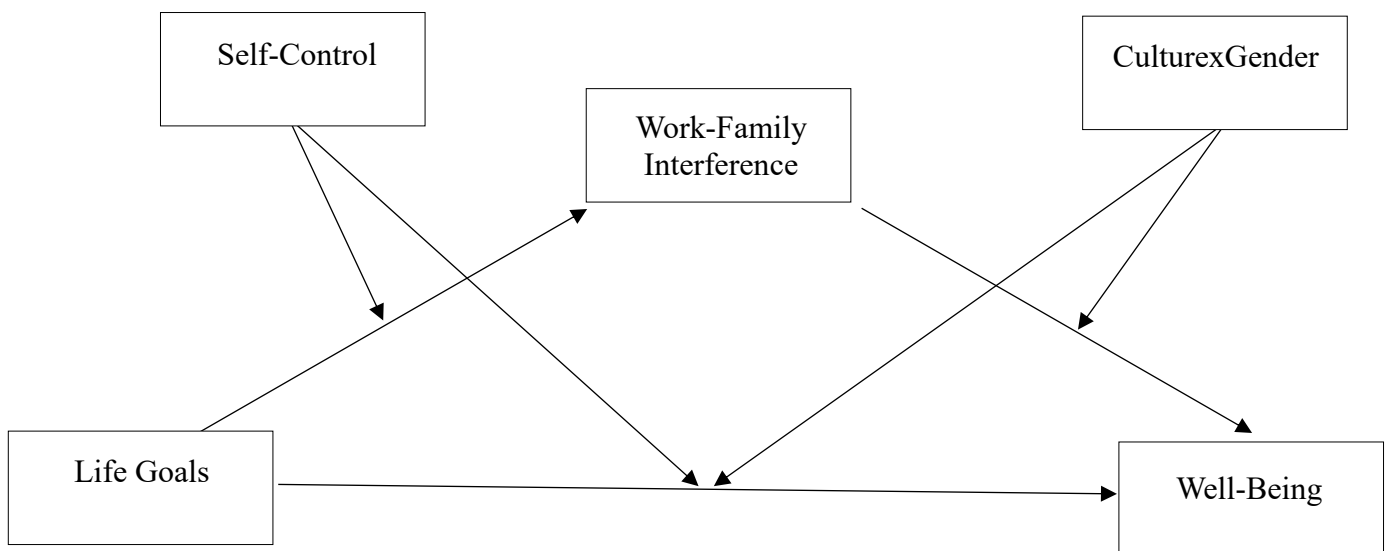 Self-Control
CulturexGender
Work-Family
Interference
Life Goals
Well-Being